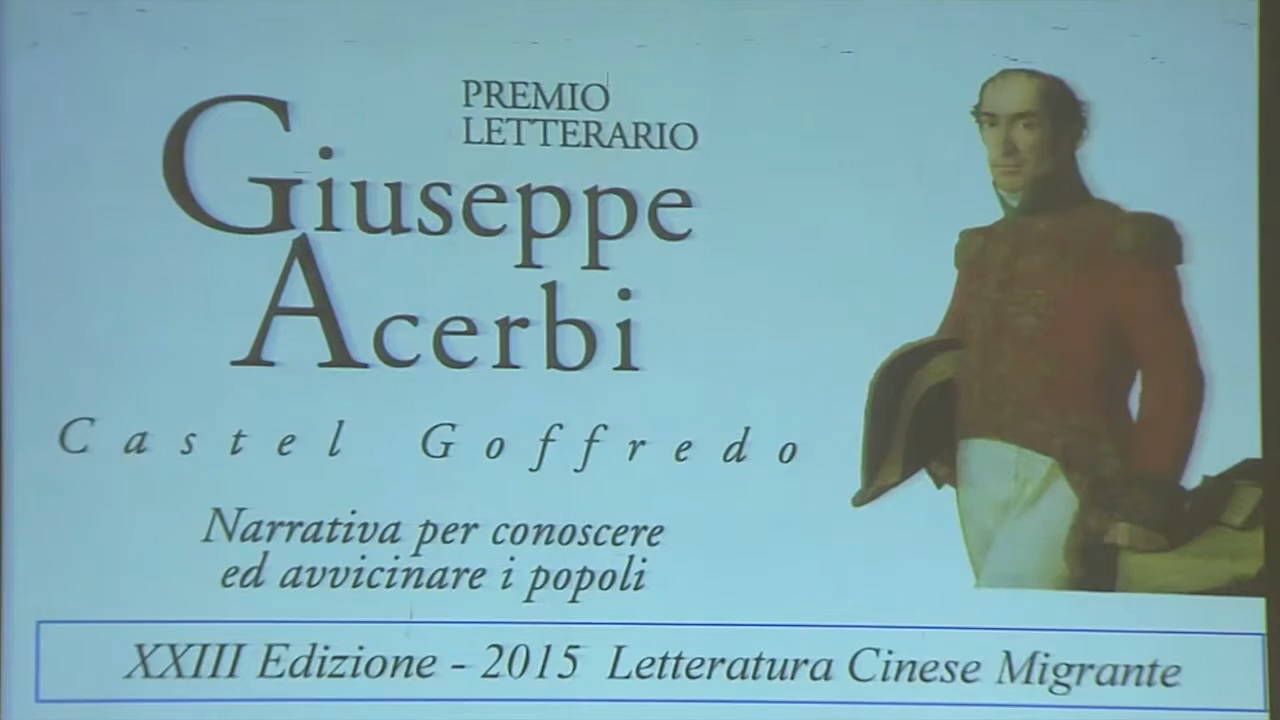 PREMIO
LETTERARIO
Giuseppe
Acerbi
Castel Goffredo
Narrativa per conoscere
ed avvicinare i popoli
XXIII Edizione - 2015 Letteratura Cinese Migrante